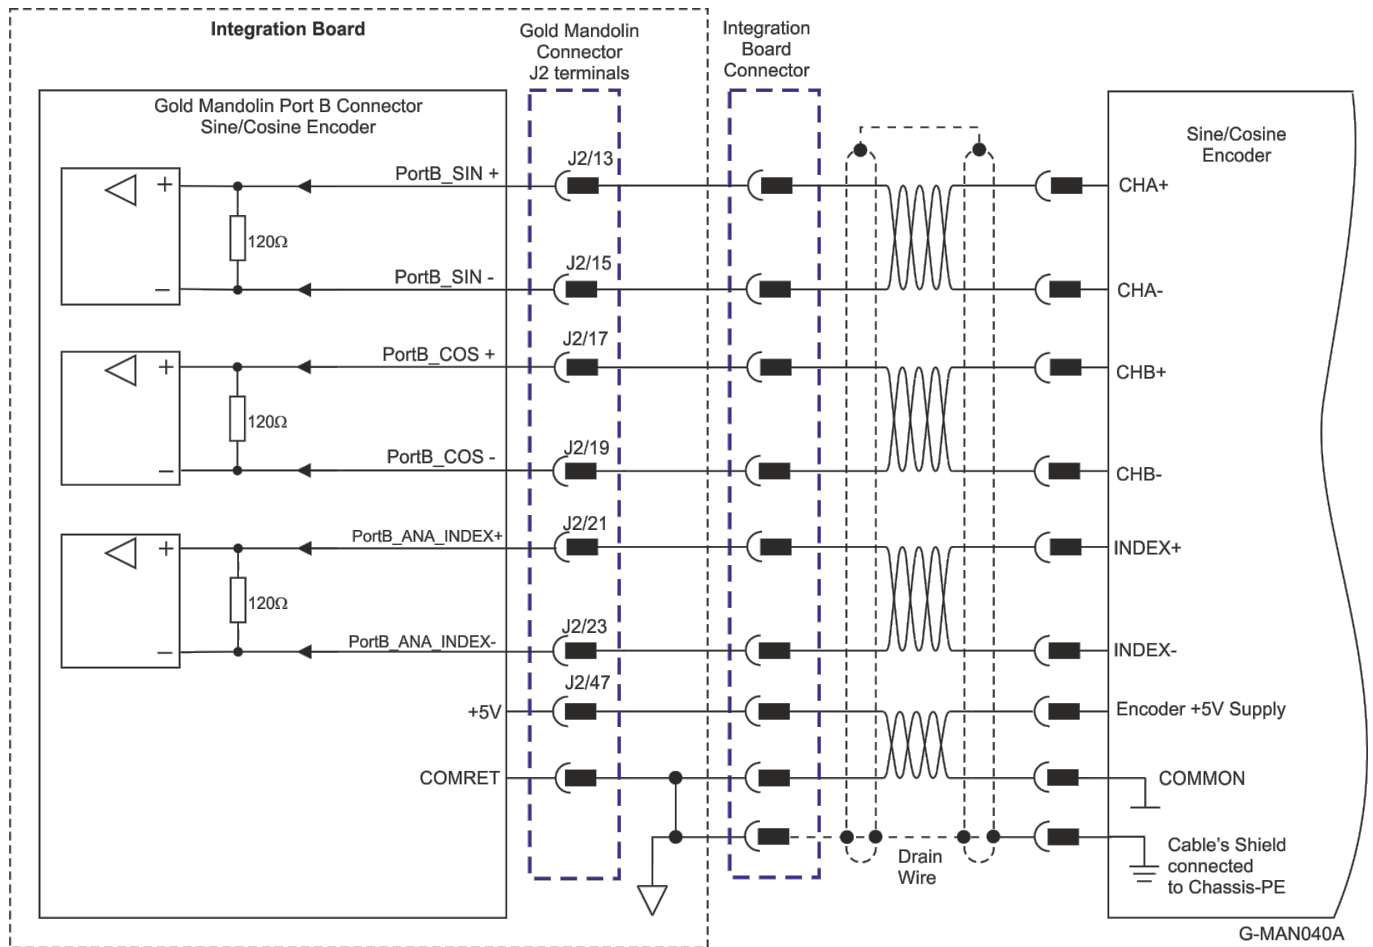 Integration Board
Gold Mandolin
Connector
J2 terminals
Integration
Board
Connector
Gold Mandolin Port B Connector
Sine/Cosine Encoder
Sine/Cosine
Encoder
+
PortB_SIN +
J2/13
CHA+
120Ω
–
PortB_SIN -
J2/15
CHA-
+
PortB_COS +
J2/17
CHB+
120Ω
–
PortB_COS -
J2/19
CHB-
+
PortB_ANA_INDEX+
J2/21
INDEX+
120Ω
–
PortB_ANA_INDEX-
J2/23
INDEX-
+5V
J2/47
Encoder +5V Supply
COMRET
COMMON
Drain
Wire
Cable's Shield
connected
to Chassis-PE
G-MAN040A